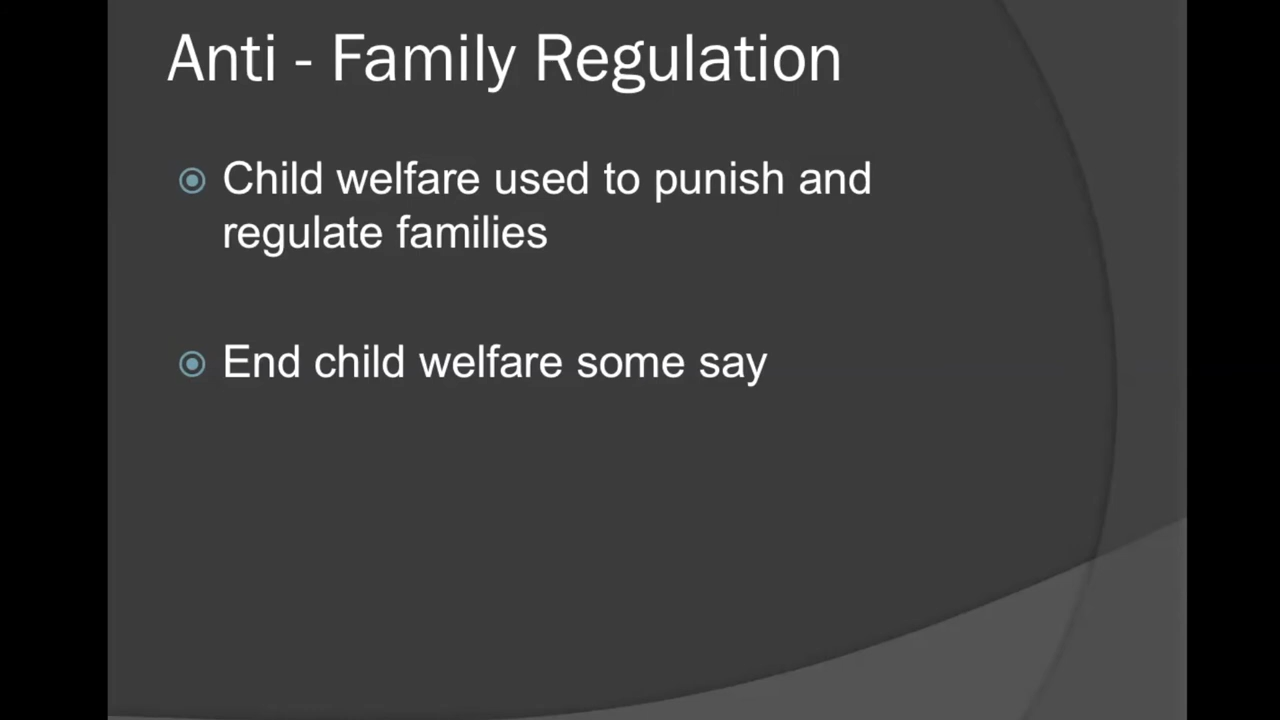 Anti - Family Regulation
Child welfare used to punish and
regulate families
End child welfare some say